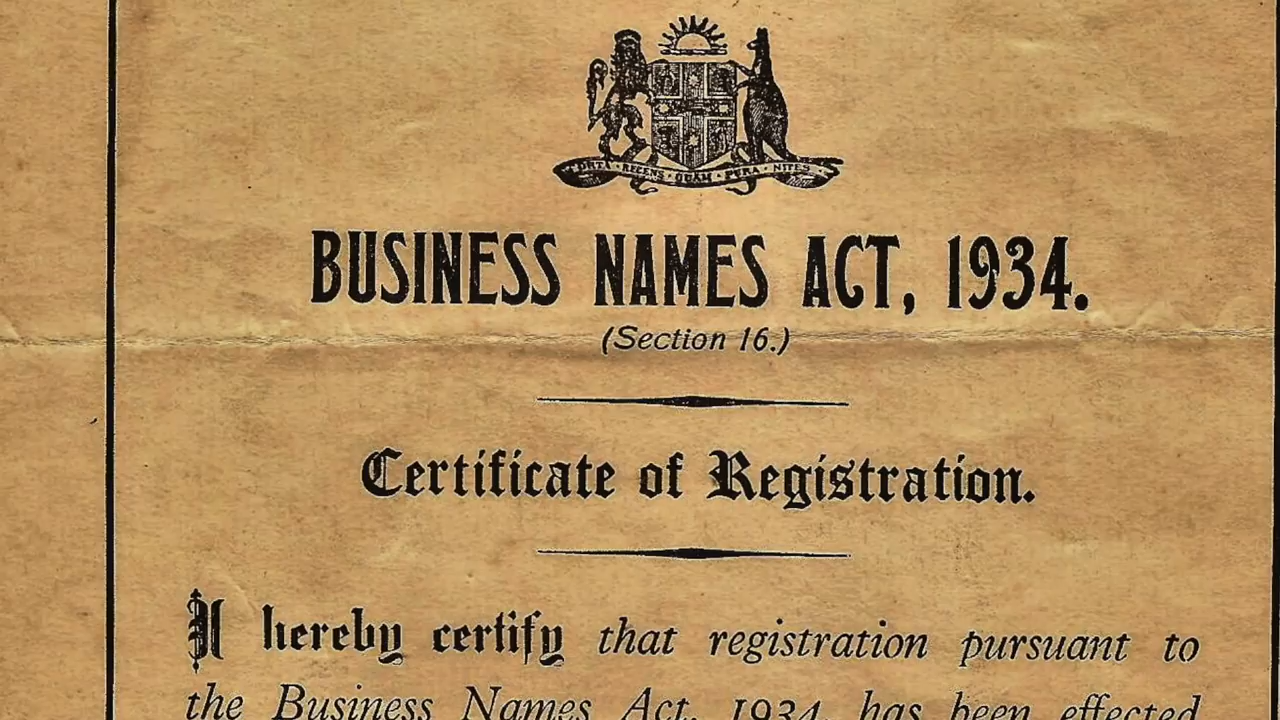 ORTA · RECENS · QUAM · PURA · NITES
BUSINESS NAMES ACT, 1934.
(Section 16.)
Certificate of Registration.
I hereby certify that registration pursuant to
the Business Names Act, 1934, has been effected